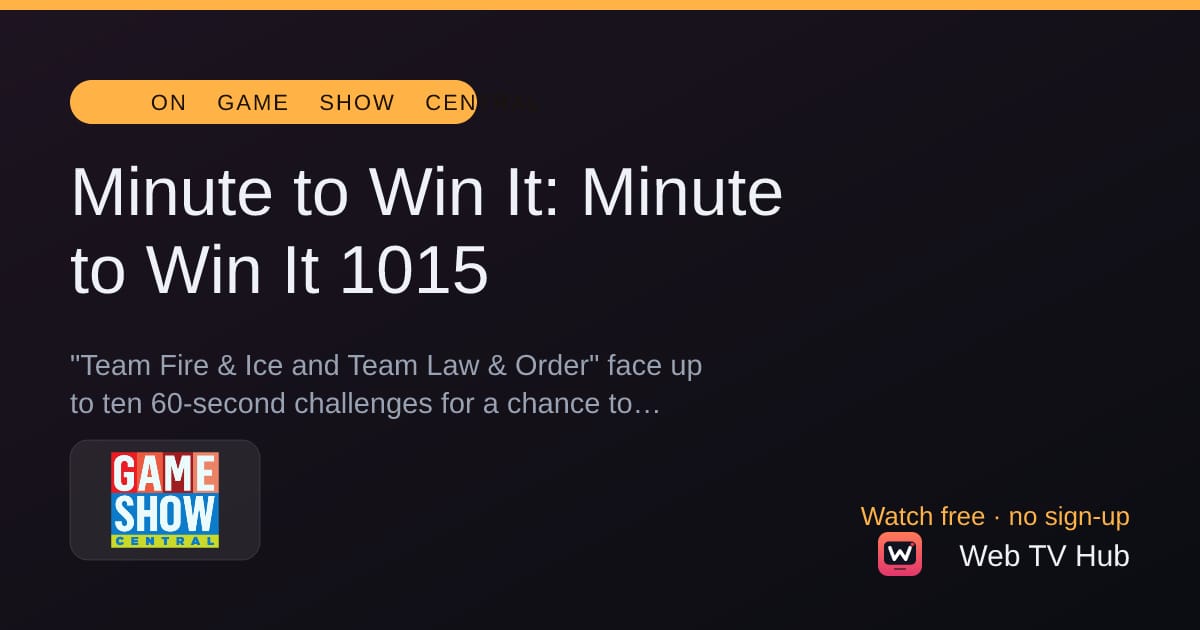 ON GAME SHOW CENTRAL
Minute to Win It: Minute
to Win It 1015
"Team Fire & Ice and Team Law & Order" face up
to ten 60-second challenges for a chance to…
GAME
SHOW
CENTRAL
Watch free · no sign-up
W
Web TV Hub